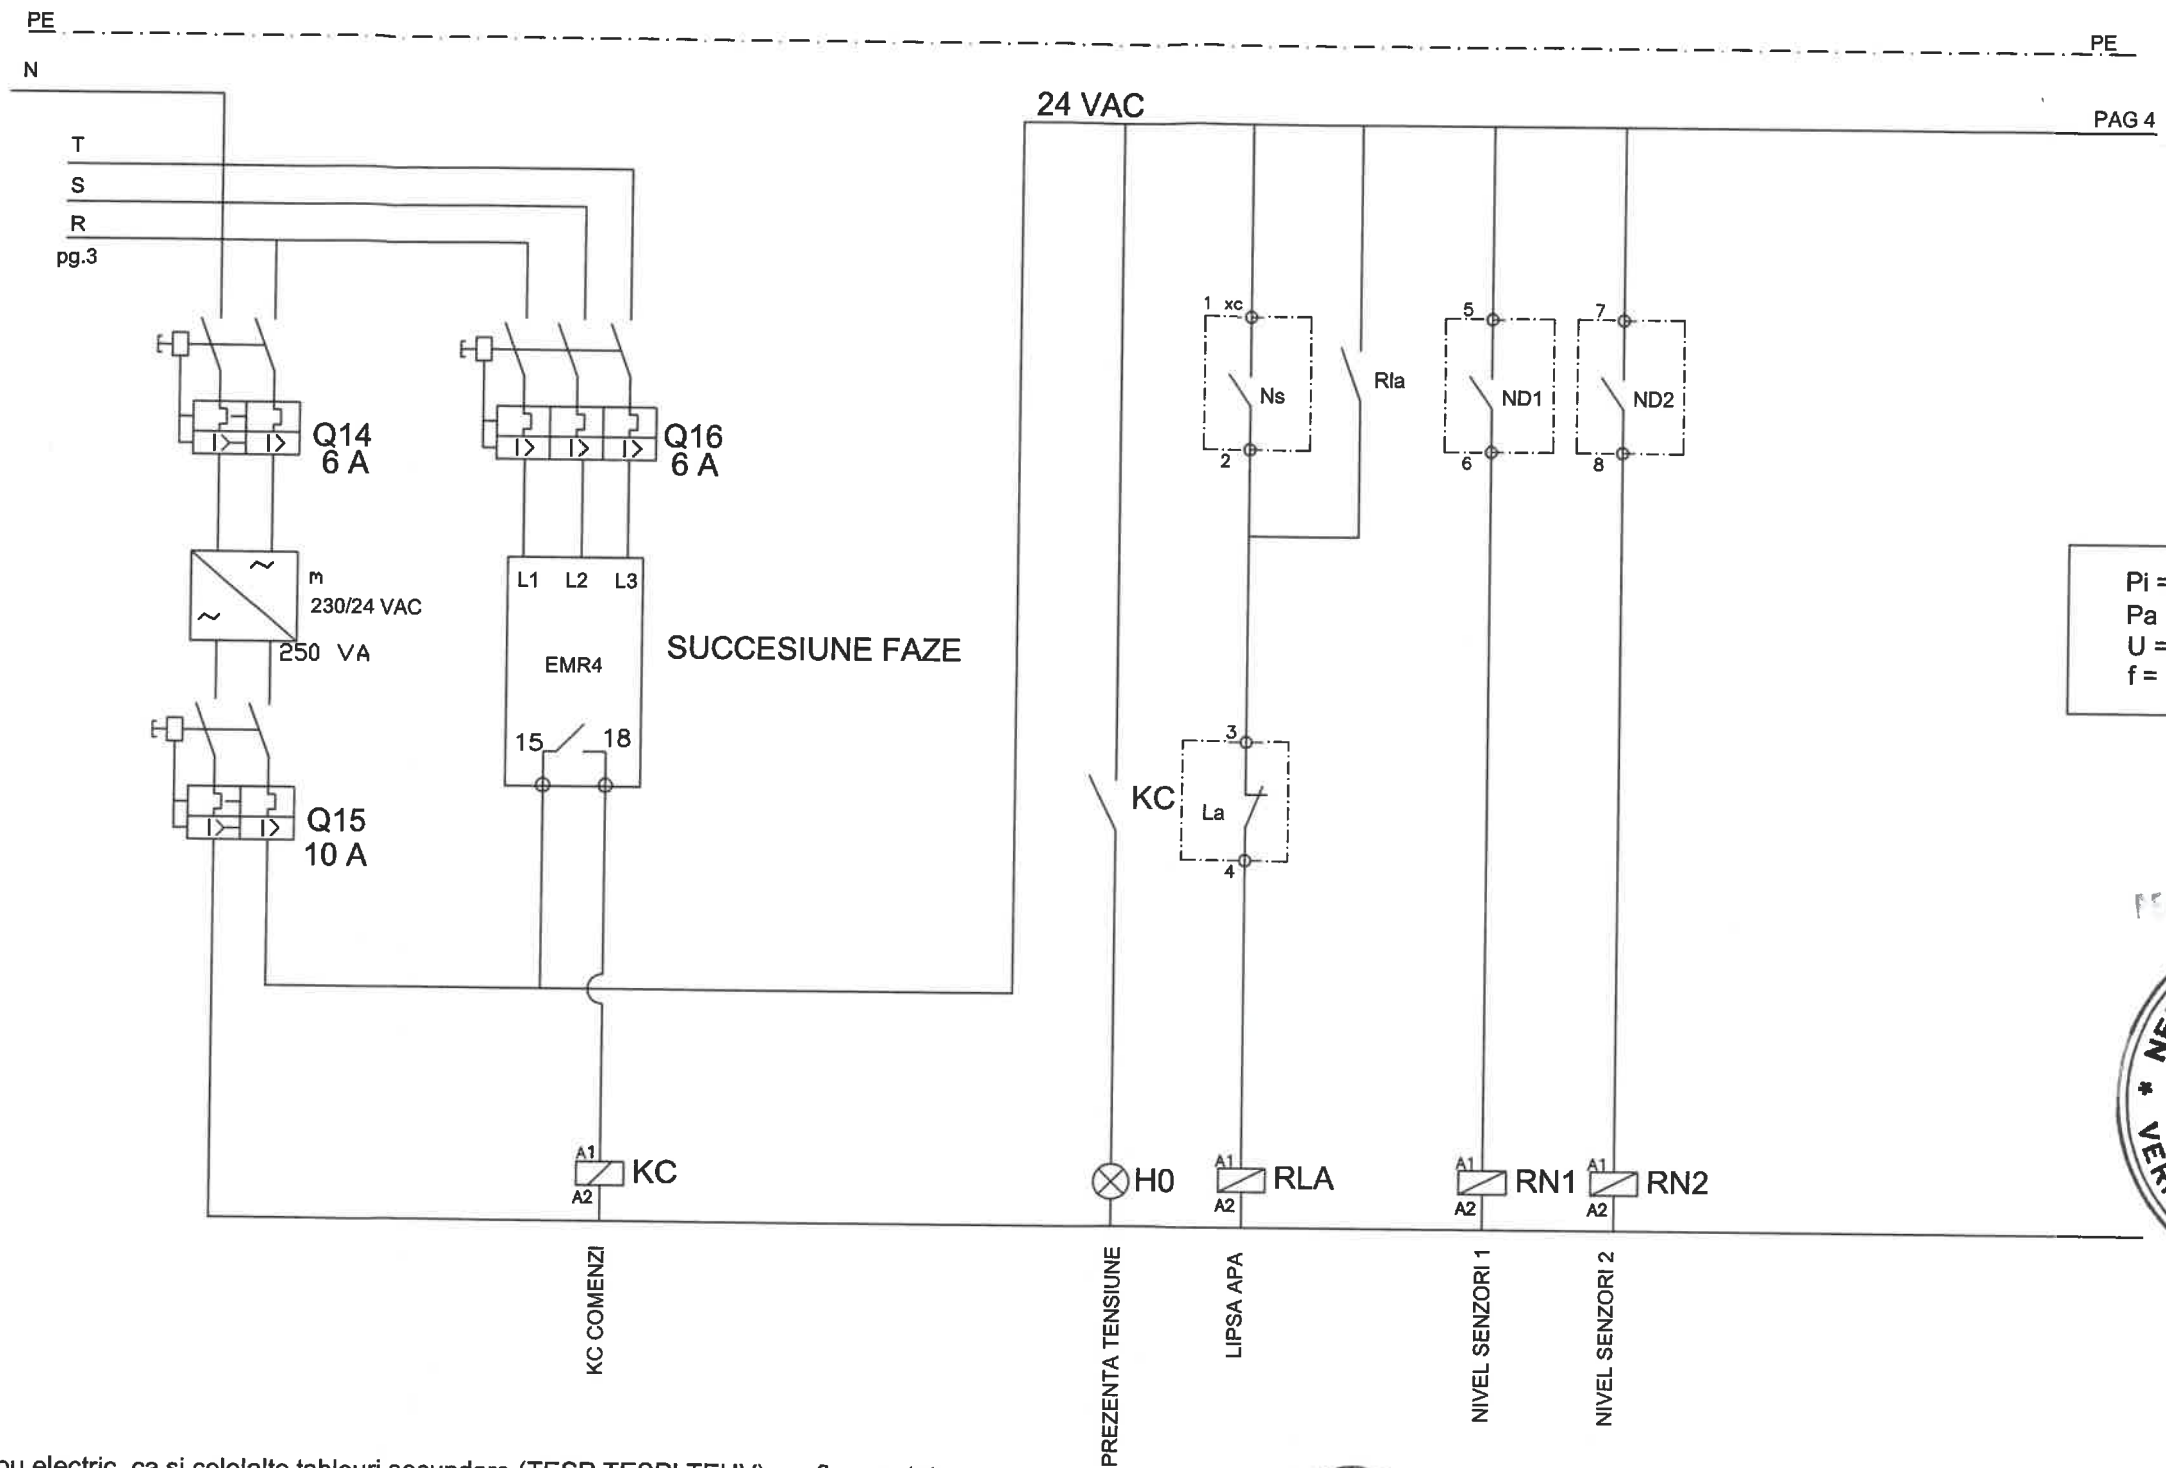 PE
PE
N
24 VAC
PAG 4
T
S
R
pg.3
1 xc
5
7
Ns
Rla
ND1
ND2
2
6
8
Q14
6 A
Q16
6 A
L1 L2 L3
m
230/24 VAC
250 VA
EMR4
SUCCESIUNE FAZE
15 18
Pi =
Pa
U =
f =
3
KC
La
4
Q15
10 A
A1
KC
A2
H0
A1
RLA
A2
A1
RN1
A2
A1
RN2
A2
KC COMENZI
PREZENTA TENSIUNE
LIPSA APA
NIVEL SENZORI 1
NIVEL SENZORI 2
* VER